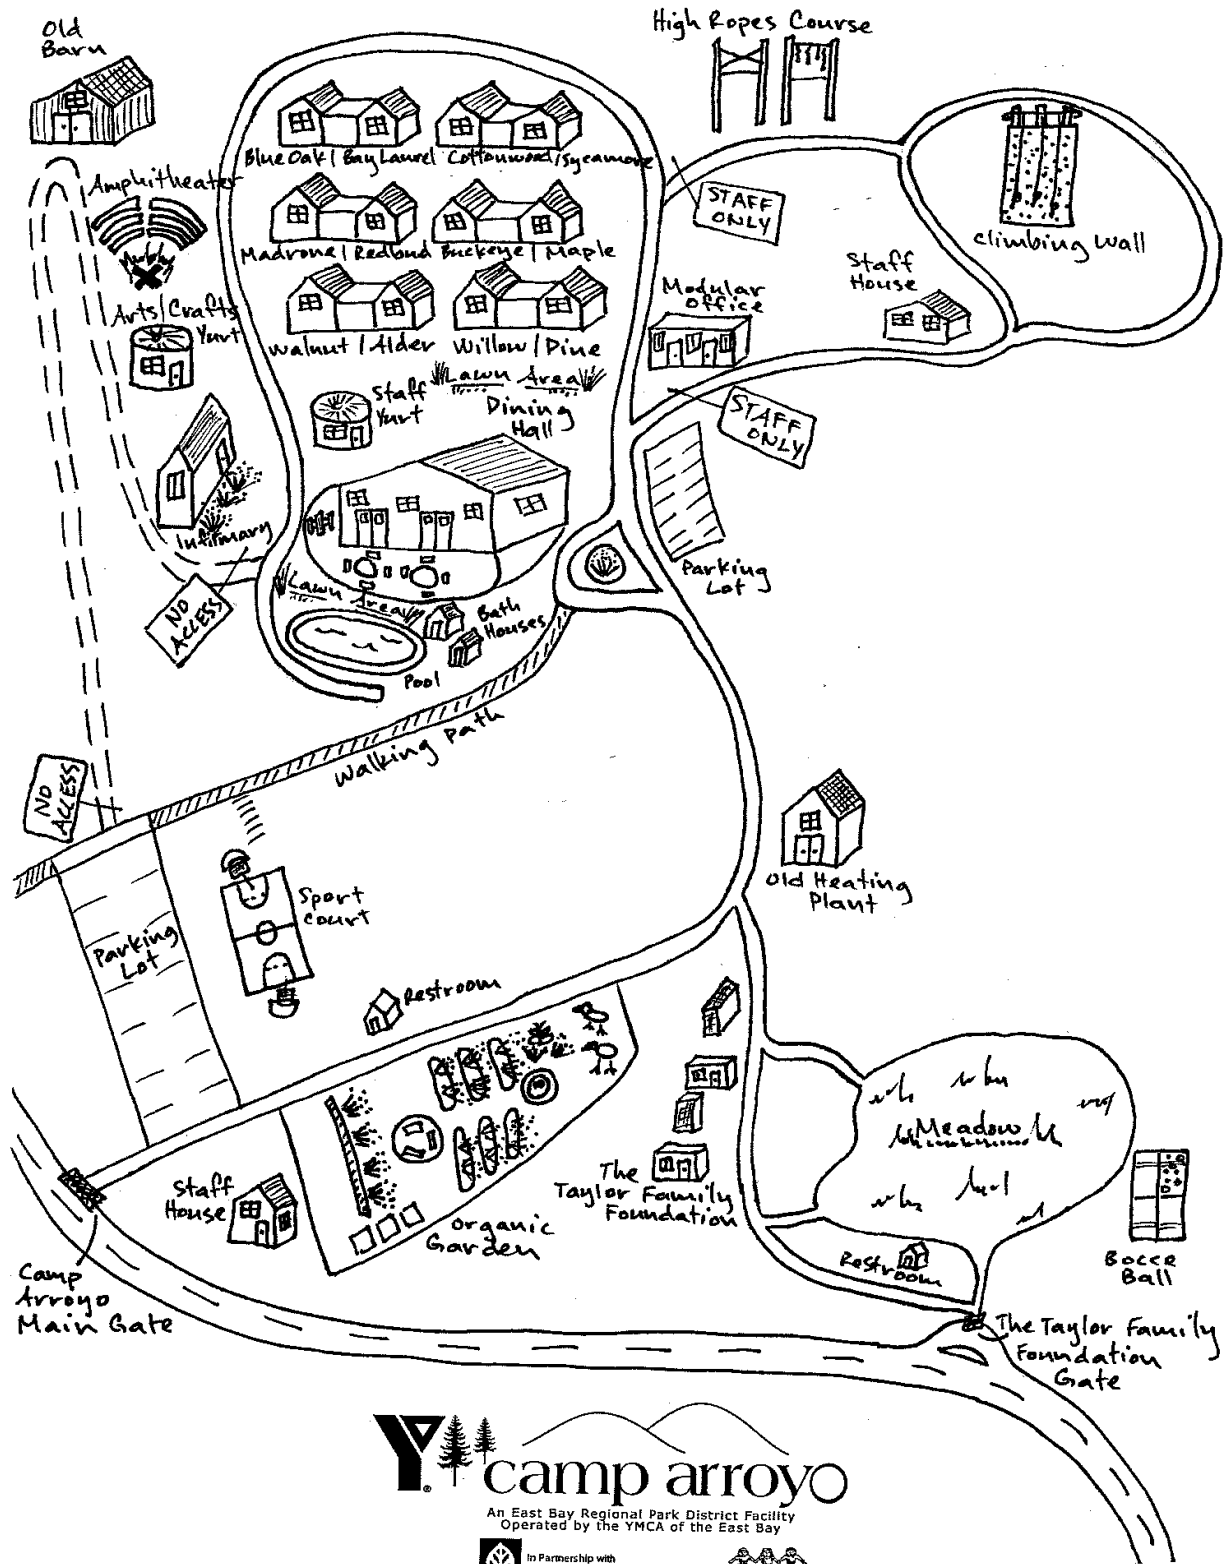 Old
Barn
High Ropes Course
Blue Oak / Bay Laurel
Cottonwood / Sycamore
Amphitheater
STAFF
ONLY
Climbing Wall
Madrona / Redbud
Buckeye / Maple
Staff
House
Modular
Office
Arts / Crafts
Yurt
Walnut / Alder
Willow / Pine
Lawn Area
Staff
Yurt
Dining
Hall
STAFF
ONLY
Infirmary
Parking
Lot
NO
ACCESS
Lawn Area
Bath
Houses
Pool
Walking Path
NO
ACCESS
Old Heating
Plant
Sport
Court
Parking
Lot
Restroom
Meadow
The
Taylor Family
Foundation
Staff
House
Organic
Garden
Restroom
Bocce
Ball
Camp
Arroyo
Main Gate
The Taylor Family
Foundation
Gate
Y®
camp arroyo
An East Bay Regional Park District Facility
Operated by the YMCA of the East Bay
In Partnership with